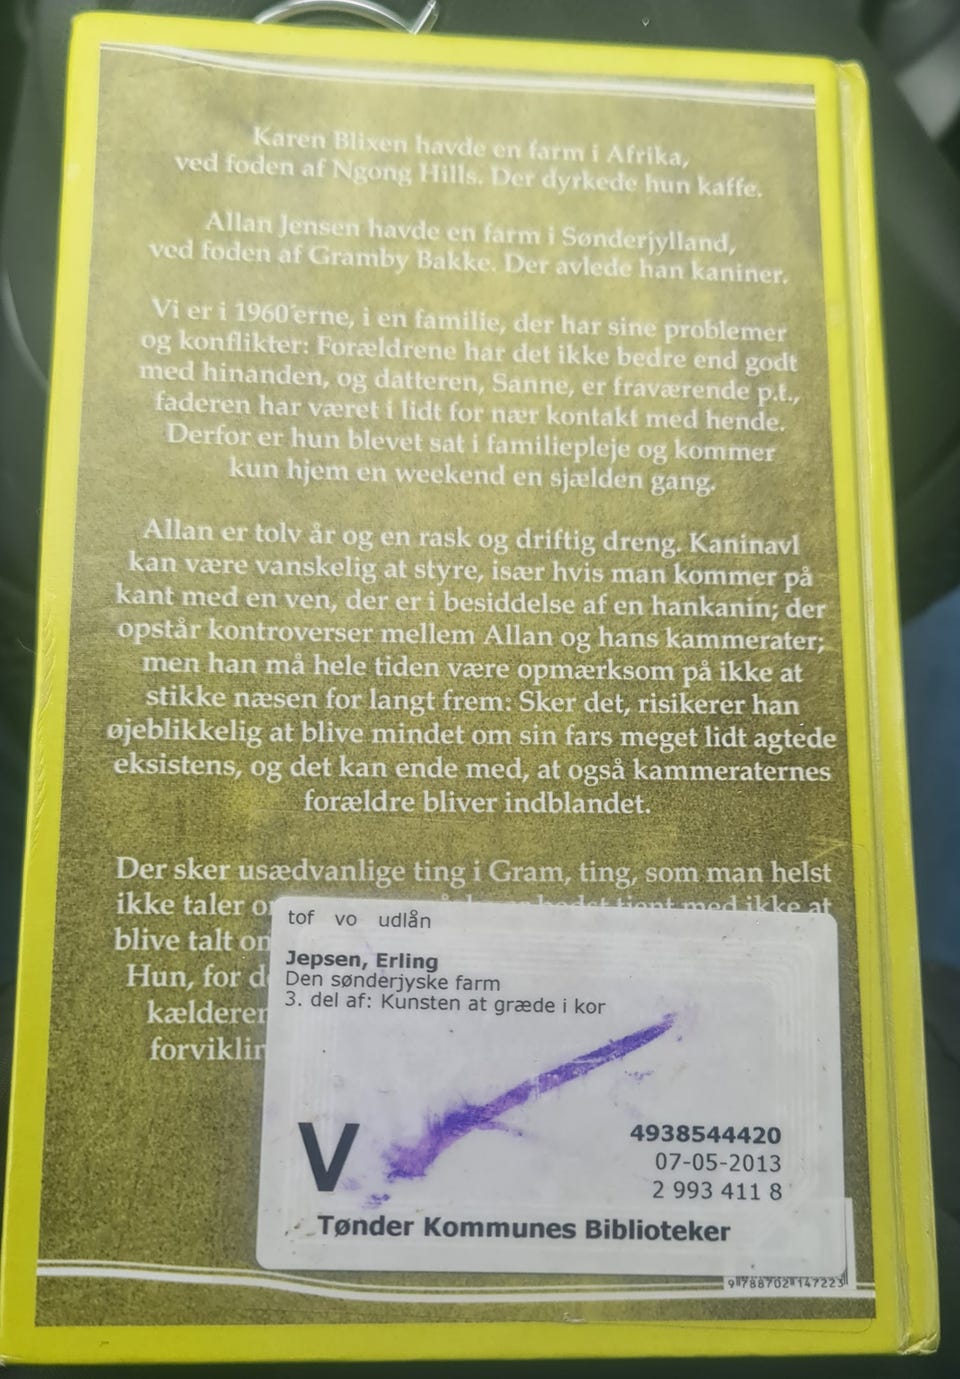 Karen Blixen havde en farm i Afrika,
ved foden af Ngong Hills. Der dyrkede hun kaffe.
Allan Jensen havde en farm i Sønderjylland,
ved foden af Gramby Bakke. Der avlede han kaniner.
Vi er i 1960'erne, i en familie, der har sine problemer
og konflikter: Forældrene har det ikke bedre end godt
med hinanden, og datteren, Sanne, er fraværende p.t.,
faderen har været i lidt for nær kontakt med hende.
Derfor er hun blevet sat i familiepleje og kommer
kun hjem en weekend en sjælden gang.
Allan er tolv år og en rask og driftig dreng. Kaninavl
kan være vanskelig at styre, især hvis man kommer på
kant med en ven, der er i besiddelse af en hankanin; der
opstår kontroverser mellem Allan og hans kammerater;
men han må hele tiden være opmærksom på ikke at
stikke næsen for langt frem: Sker det, risikerer han
øjeblikkelig at blive mindet om sin fars meget lidt agtede
eksistens, og det kan ende med, at også kammeraternes
forældre bliver indblandet.
Der sker usædvanlige ting i Gram, ting, som man helst
ikke taler bedst tjent med ikke at
blive talt
Hun, for
tof vo udlån
Jepsen, Erling
Den sønderjyske farm
3. del af: Kunsten at græde i kor
V
4938544420
07-05-2013
2 993 411 8
Tønder Kommunes Biblioteker
9 788702 147223